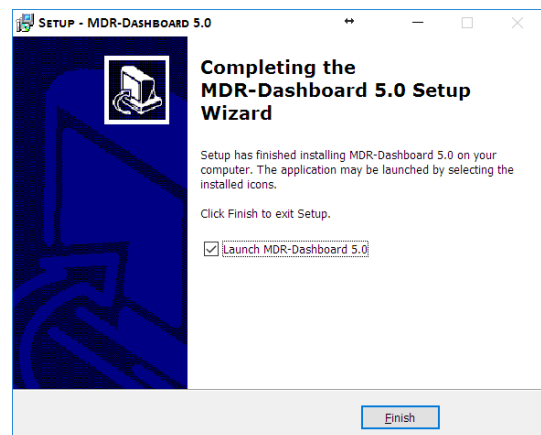 Setup - MDR-Dashboard 5.0
Completing the
MDR-Dashboard 5.0 Setup
Wizard
Setup has finished installing MDR-Dashboard 5.0 on your
computer. The application may be launched by selecting the
installed icons.
Click Finish to exit Setup.
Launch MDR-Dashboard 5.0
Finish